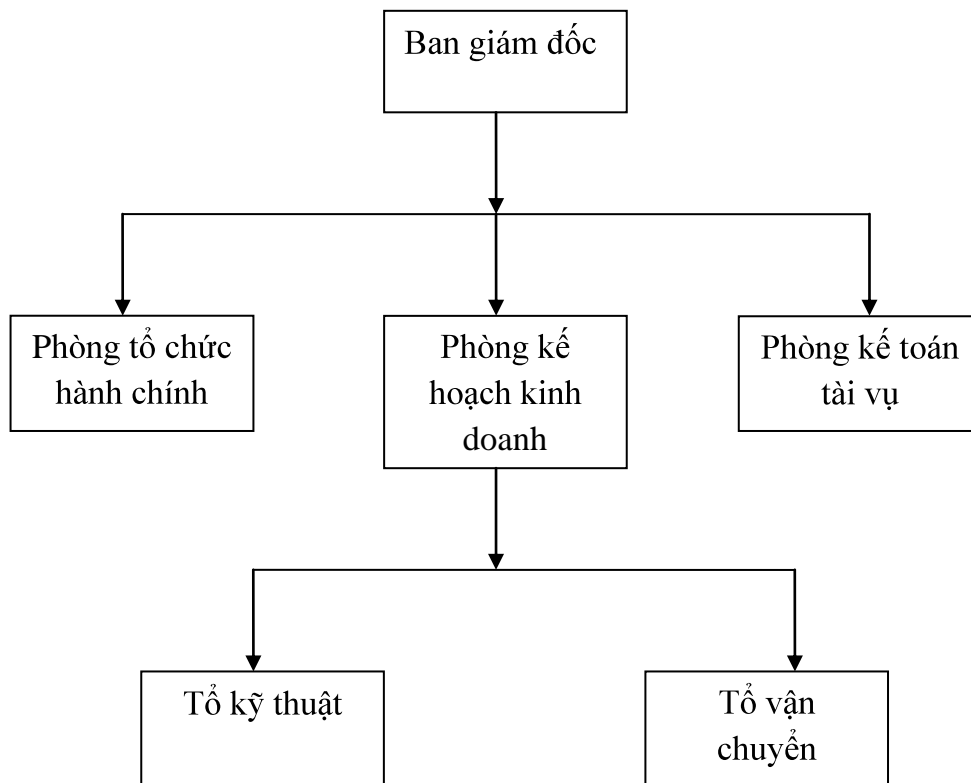 Ban giám đốc
Phòng tổ chức
hành chính
Phòng kế
hoạch kinh
doanh
Phòng kế toán
tài vụ
Tổ kỹ thuật
Tổ vận
chuyển